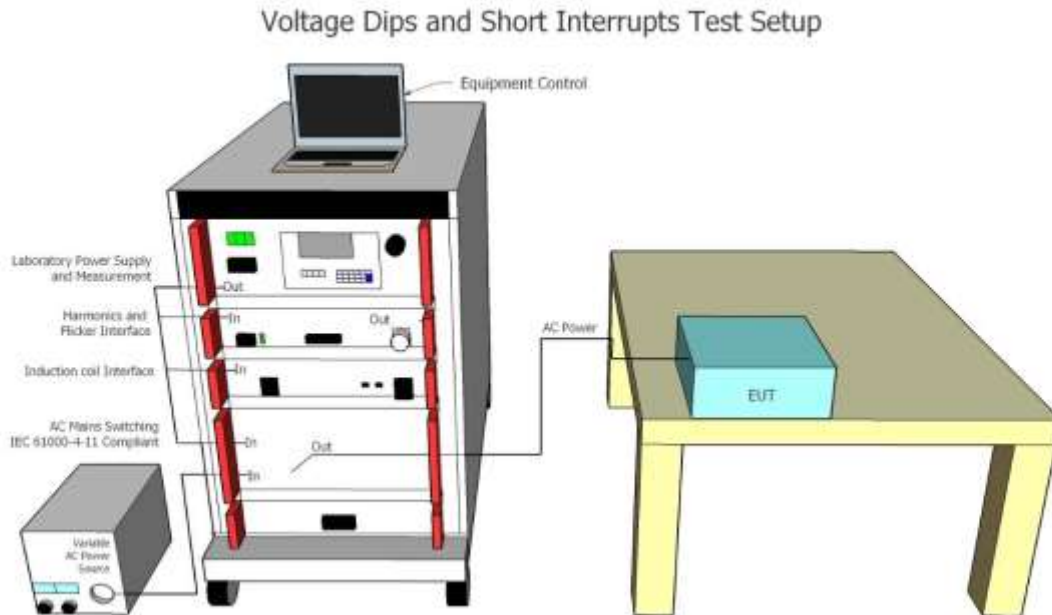 Voltage Dips and Short Interrupts Test Setup
Equipment Control
Laboratory Power Supply
and Measurement
Out
Harmonics and
Flicker Interface
In
Out
AC Power
Induction coil Interface
In
EUT
AC Mains Switching
IEC 61000-4-11 Compliant
In
Out
In
Variable
AC Power
Source